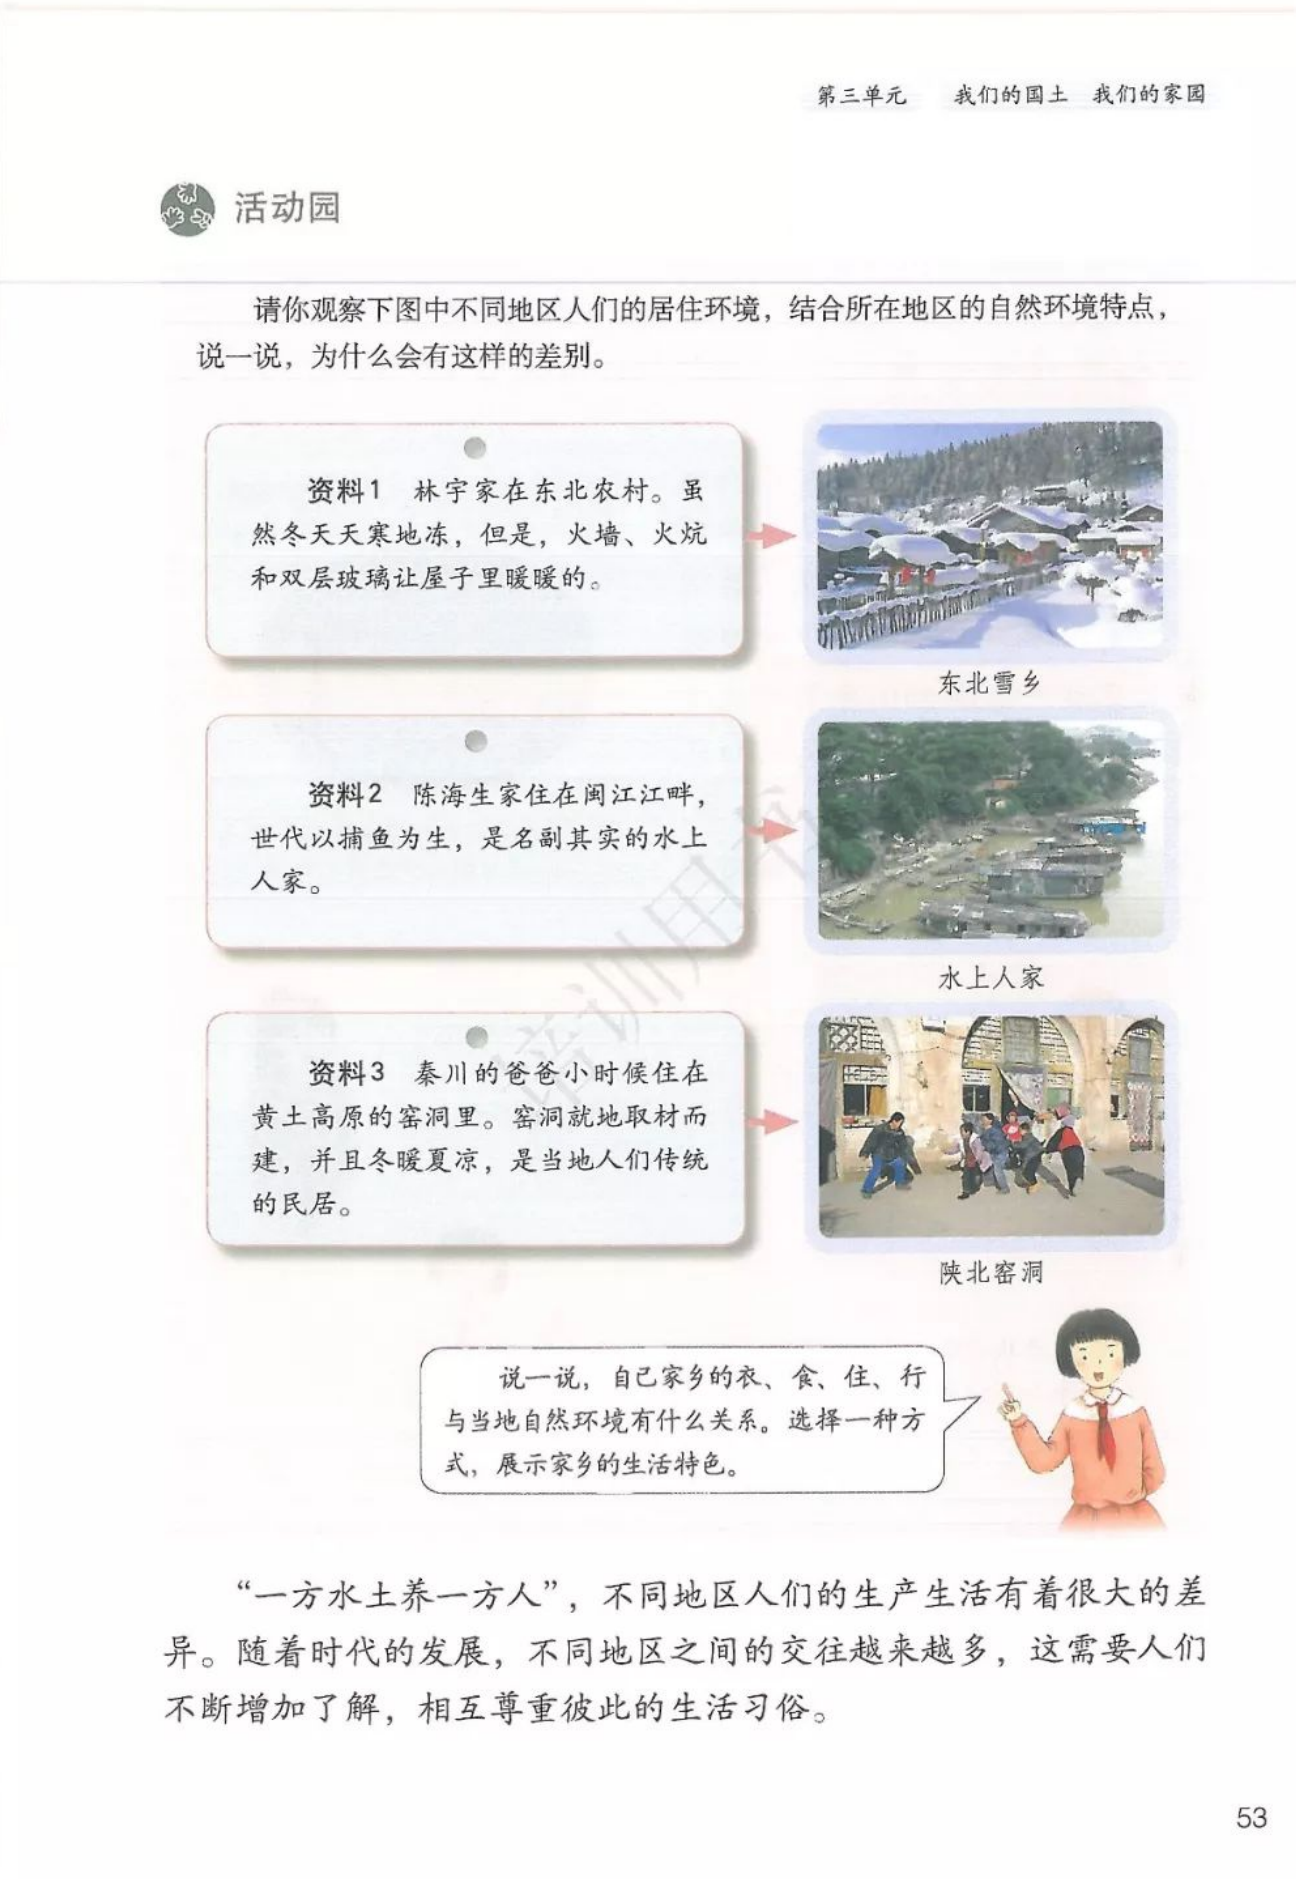 第三单元 我们的国土 我们的家园
活动园
请你观察下图中不同地区人们的居住环境，结合所在地区的自然环境特点，
说一说，为什么会有这样的差别。
资料1 林宇家在东北农村。虽
然冬天天寒地冻，但是，火墙、火炕
和双层玻璃让屋子里暖暖的。
东北雪乡
资料2 陈海生家住在闽江江畔，
世代以捕鱼为生，是名副其实的水上
人家。
水上人家
资料3 秦川的爸爸小时候住在
黄土高原的窑洞里。窑洞就地取材而
建，并且冬暖夏凉，是当地人们传统
的民居。
陕北窑洞
培训用书
说一说，自己家乡的衣、食、住、行
与当地自然环境有什么关系。选择一种方
式，展示家乡的生活特色。
“一方水土养一方人”，不同地区人们的生产生活有着很大的差
异。随着时代的发展，不同地区之间的交往越来越多，这需要人们
不断增加了解，相互尊重彼此的生活习俗。
53